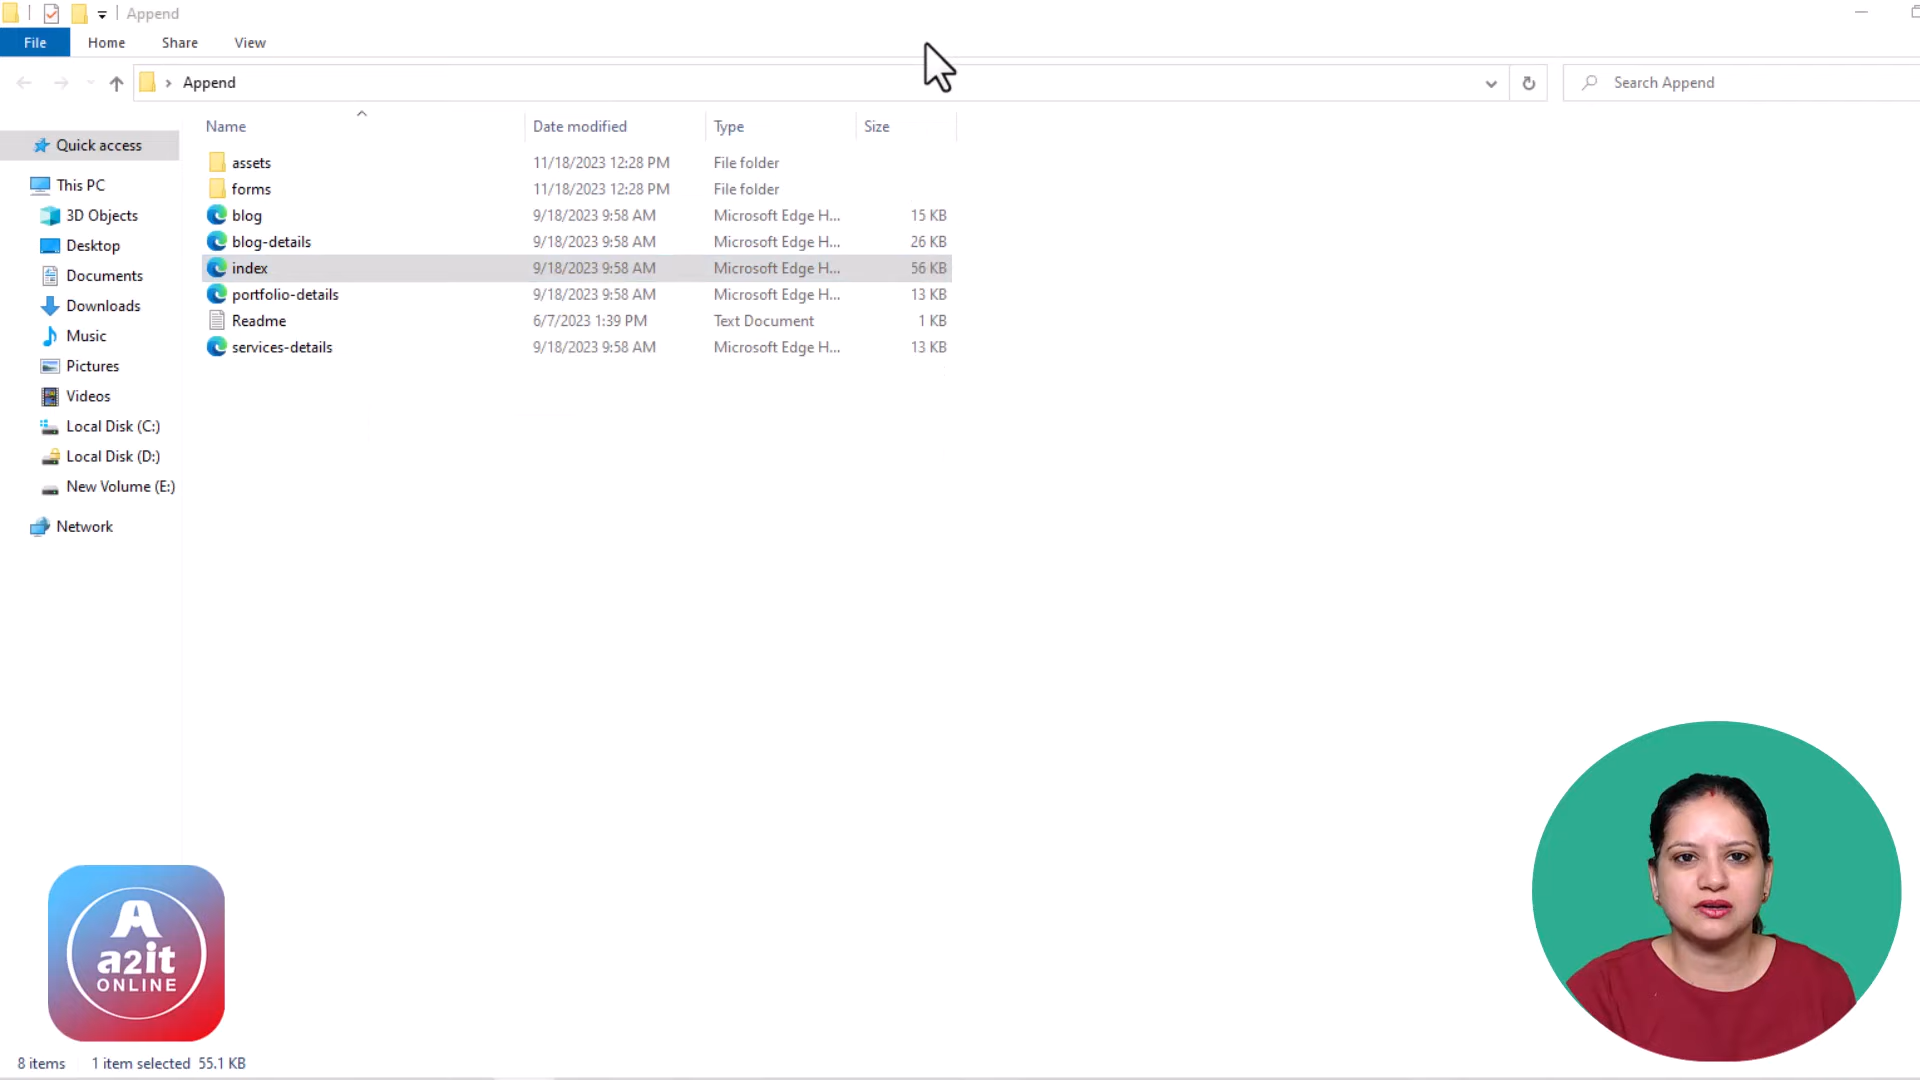 Append
File Home Share View
Append Search Append
Name Date modified Type Size
Quick access
This PC
3D Objects
Desktop
Documents
Downloads
Music
Pictures
Videos
Local Disk (C:)
Local Disk (D:)
New Volume (E:)
Network
assets 11/18/2023 12:28 PM File folder
forms 11/18/2023 12:28 PM File folder
blog 9/18/2023 9:58 AM Microsoft Edge H... 15 KB
blog-details 9/18/2023 9:58 AM Microsoft Edge H... 26 KB
index 9/18/2023 9:58 AM Microsoft Edge H... 56 KB
portfolio-details 9/18/2023 9:58 AM Microsoft Edge H... 13 KB
Readme 6/7/2023 1:39 PM Text Document 1 KB
services-details 9/18/2023 9:58 AM Microsoft Edge H... 13 KB
A
a2it
ONLINE
8 items 1 item selected 55.1 KB